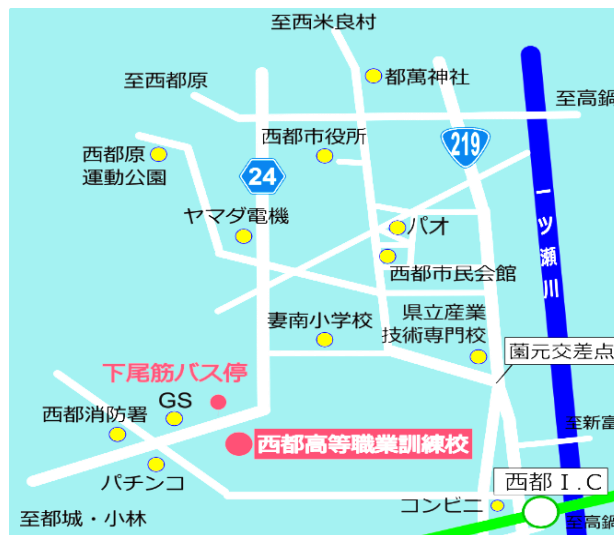 至西米良村
都萬神社
至西都原
至高鍋
西都市役所
219
西都原
運動公園
24
一ツ瀬川
ヤマダ電機
パオ
西都市民会館
妻南小学校
県立産業
技術専門校
薗元交差点
下尾筋バス停
GS
西都消防署
西都高等職業訓練校
至新富
パチンコ
西都Ｉ.Ｃ
コンビニ
至都城・小林
至高鍋